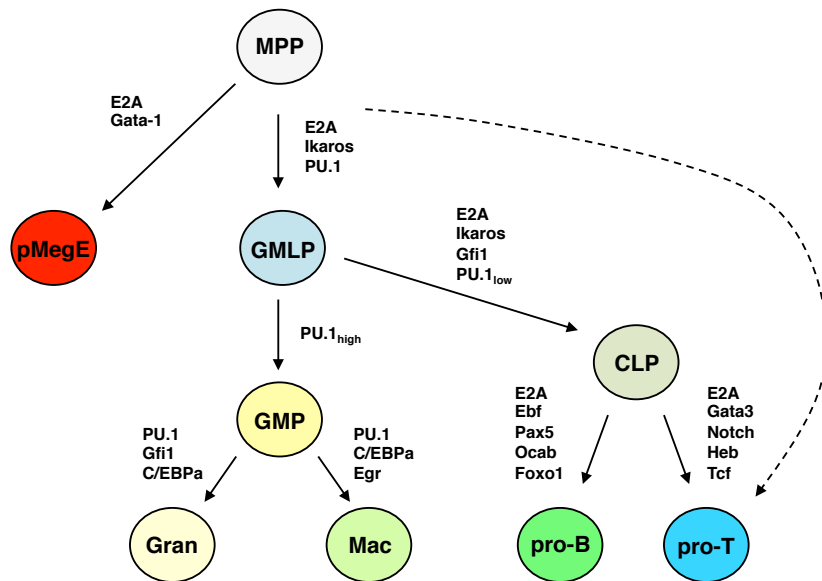 MPP
E2A
Gata-1
E2A
Ikaros
PU.1
pMegE
GMLP
E2A
Ikaros
Gfi1
PU.1low
PU.1high
CLP
GMP
PU.1
Gfi1
C/EBPa
PU.1
C/EBPa
Egr
E2A
Ebf
Pax5
Ocab
Foxo1
E2A
Gata3
Notch
Heb
Tcf
Gran
Mac
pro-B
pro-T